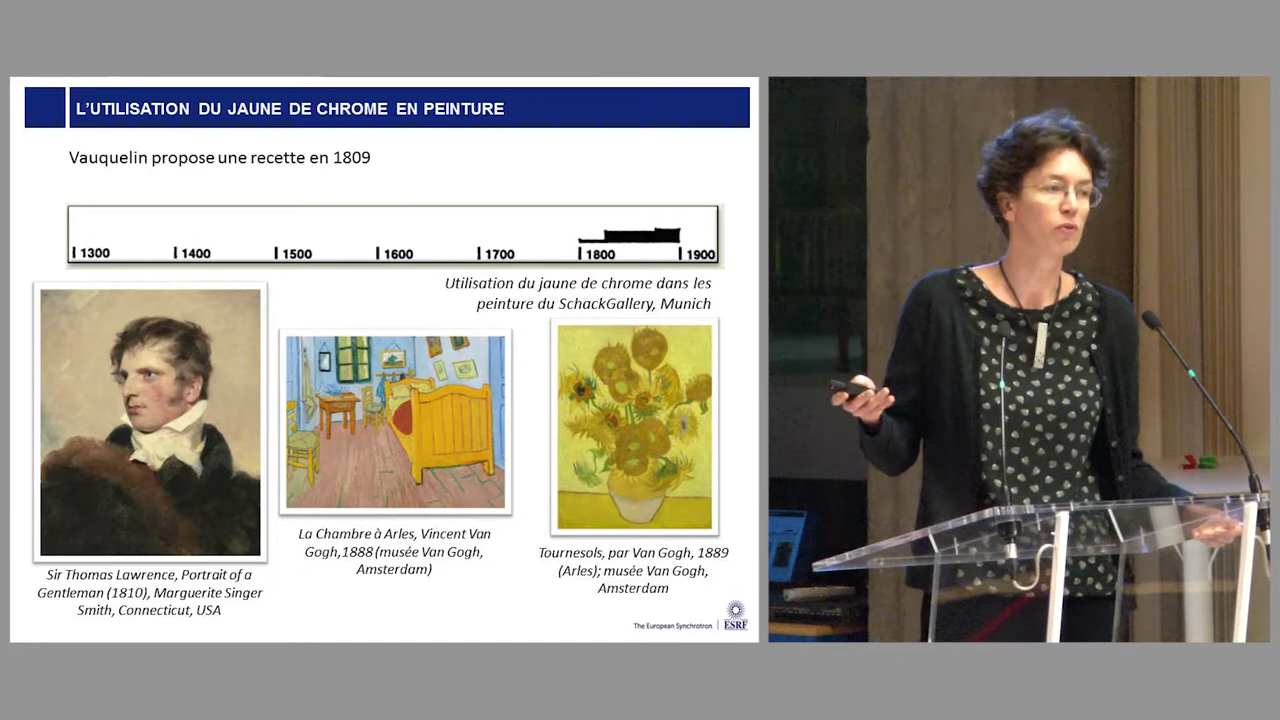 L'UTILISATION DU JAUNE DE CHROME EN PEINTURE
Vauquelin propose une recette en 1809
1300 1400 1500 1600 1700 1800 1900
Utilisation du jaune de chrome dans les
peinture du SchackGallery, Munich
Sir Thomas Lawrence, Portrait of a
Gentleman (1810), Marguerite Singer
Smith, Connecticut, USA
La Chambre à Arles, Vincent Van
Gogh,1888 (musée Van Gogh,
Amsterdam)
Tournesols, par Van Gogh, 1889
(Arles); musée Van Gogh,
Amsterdam
The European Synchrotron | ESRF